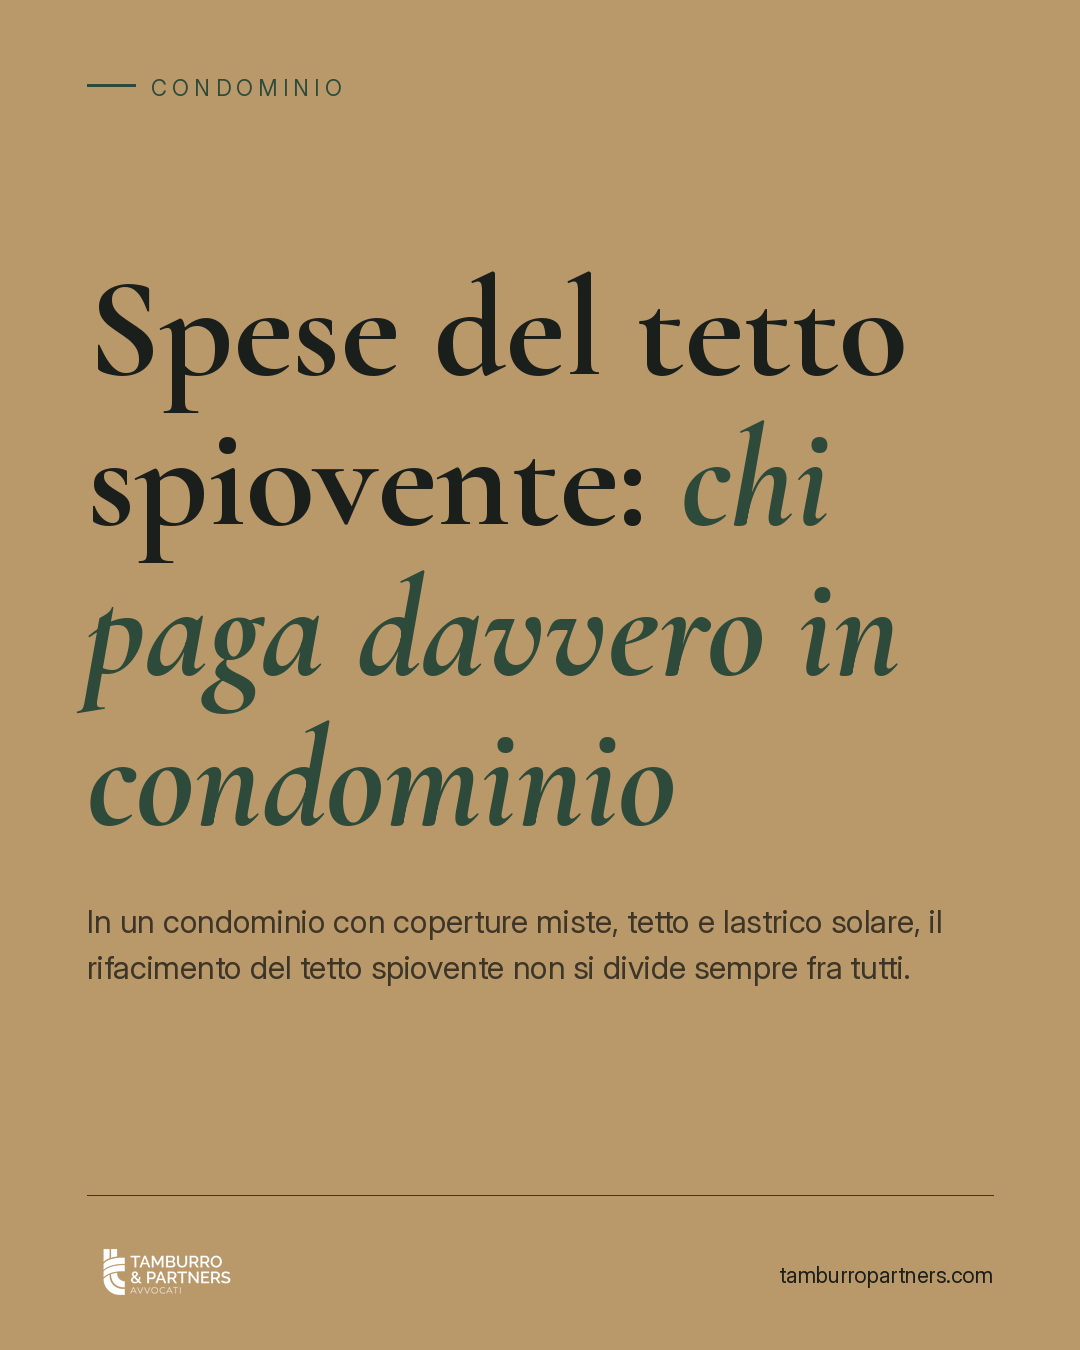 CONDOMINIO
Spese del tetto
spiovente: chi
paga davvero in
condominio
In un condominio con coperture miste, tetto e lastrico solare, il
rifacimento del tetto spiovente non si divide sempre fra tutti.
TAMBURRO
& PARTNERS
AVVOCATI
tamburropartners.com